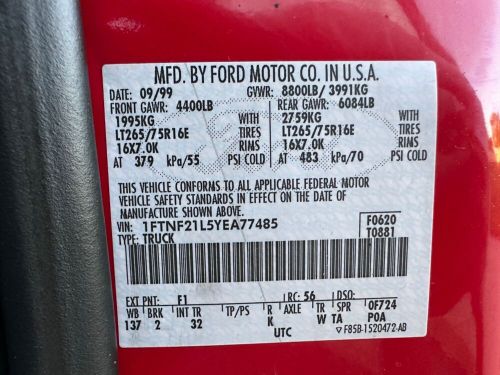 MFD. BY FORD MOTOR CO. IN U.S.A.
DATE: 09/99 GVWR: 8800LB/ 3991KG
FRONT GAWR: 4400LB REAR GAWR: 6084LB
1995KG WITH 2759KG WITH
LT265/75R16E TIRES LT265/75R16E TIRES
16X7.0K RIMS 16X7.0K RIMS
AT 379 kPa/55 PSI COLD AT 483 kPa/70 PSI COLD
THIS VEHICLE CONFORMS TO ALL APPLICABLE FEDERAL MOTOR
VEHICLE SAFETY STANDARDS IN EFFECT ON THE DATE OF
MANUFACTURE SHOWN ABOVE.
VIN: 1FTNF21L5YEA77485 F0620
TYPE: TRUCK T0881
EXT PNT: F1 RC: 56 DSO:
WB BRK INT TR TP/PS R AXLE TR SPR 0F724
137 2 32 K W TA P0A
UTC F85B-1520472-AB